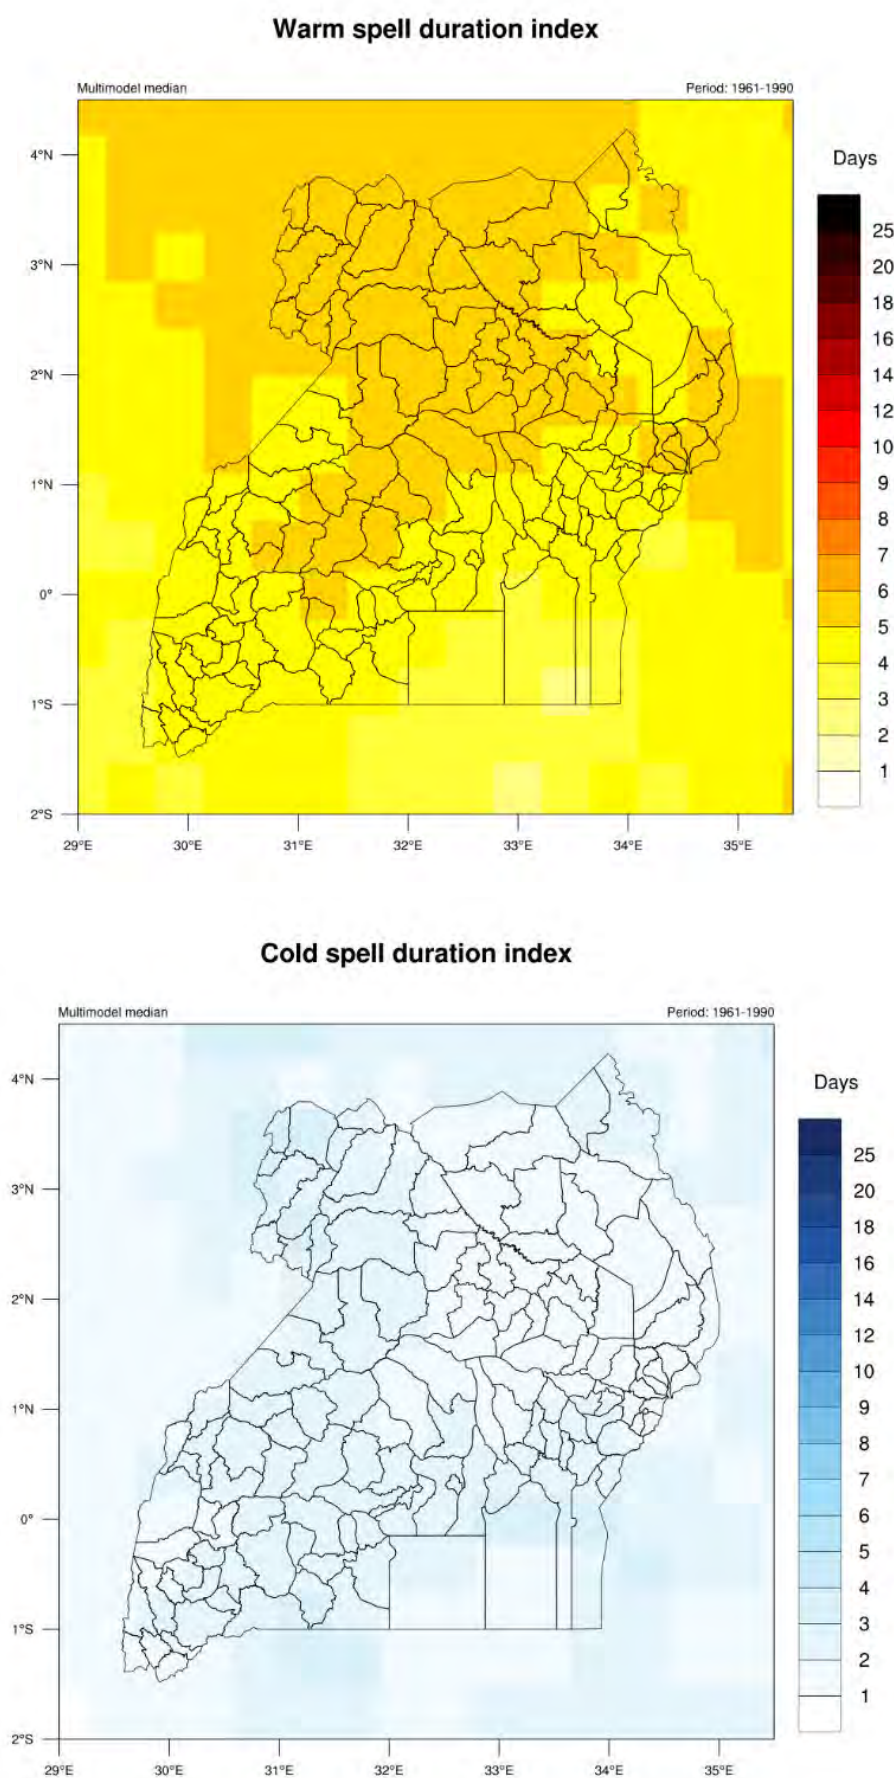 Warm spell duration index
Multimodel median Period: 1961-1990
Days
4°N
3°N
2°N
1°N
0°
1°S
2°S
29°E 30°E 31°E 32°E 33°E 34°E 35°E
25
20
18
16
14
12
10
9
8
7
6
5
4
3
2
1
Cold spell duration index
Multimodel median Period: 1961-1990
Days
4°N
3°N
2°N
1°N
0°
1°S
2°S
29°E 30°E 31°E 32°E 33°E 34°E 35°E
25
20
18
16
14
12
10
9
8
7
6
5
4
3
2
1